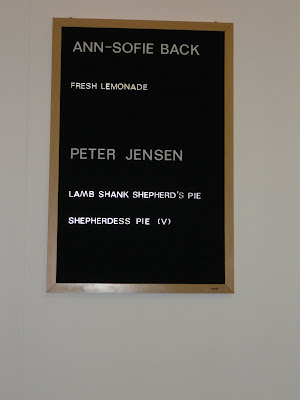 ANN-SOFIE BACK
FRESH LEMONADE
PETER JENSEN
LAMB SHANK SHEPHERD'S PIE
SHEPHERDESS PIE (V)